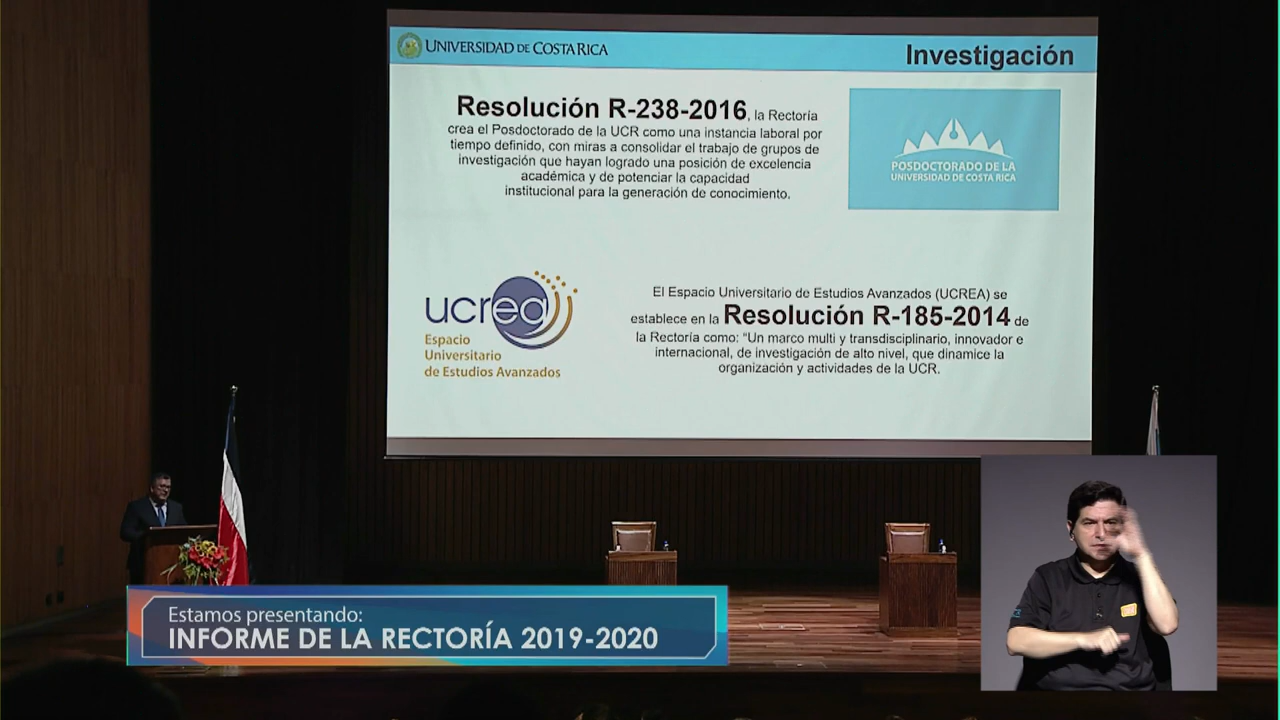 UNIVERSIDAD DE COSTA RICA
Investigación
Resolución R-238-2016, la Rectoría
crea el Posdoctorado de la UCR como una instancia laboral por
tiempo definido, con miras a consolidar el trabajo de grupos de
investigación que hayan logrado una posición de excelencia
académica y de potenciar la capacidad
institucional para la generación de conocimiento.
POSDOCTORADO DE LA
UNIVERSIDAD DE COSTA RICA
ucrea
Espacio
Universitario
de Estudios Avanzados
El Espacio Universitario de Estudios Avanzados (UCREA) se
establece en la Resolución R-185-2014 de
la Rectoría como: “Un marco multi y transdisciplinario, innovador e
internacional, de investigación de alto nivel, que dinamice la
organización y actividades de la UCR.
Estamos presentando:
INFORME DE LA RECTORÍA 2019-2020